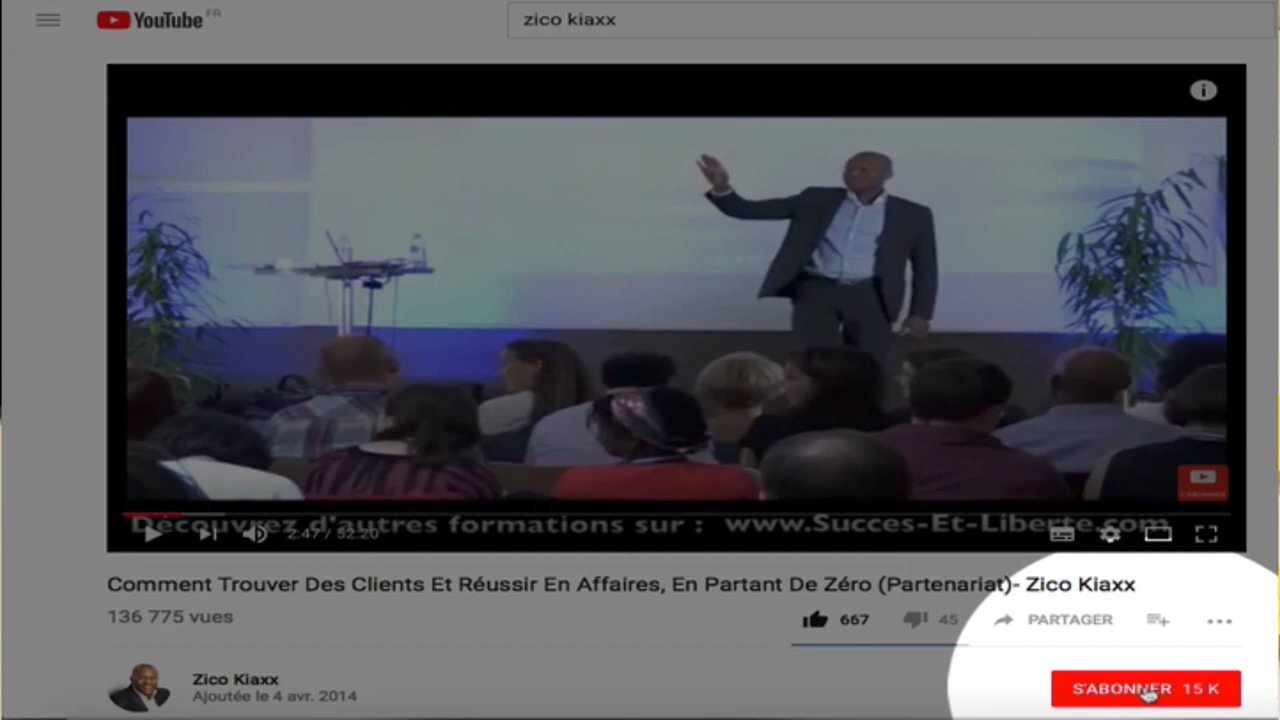 YouTube FR
zico kiaxx
S'ABONNER
Découvrez d'autres formations sur : www.Succes-Et-Liberte.com
2:47 / 52:20
Comment Trouver Des Clients Et Réussir En Affaires, En Partant De Zéro (Partenariat)- Zico Kiaxx
136 775 vues
667 45 PARTAGER
Zico Kiaxx
Ajoutée le 4 avr. 2014
S'ABONNER 15 K